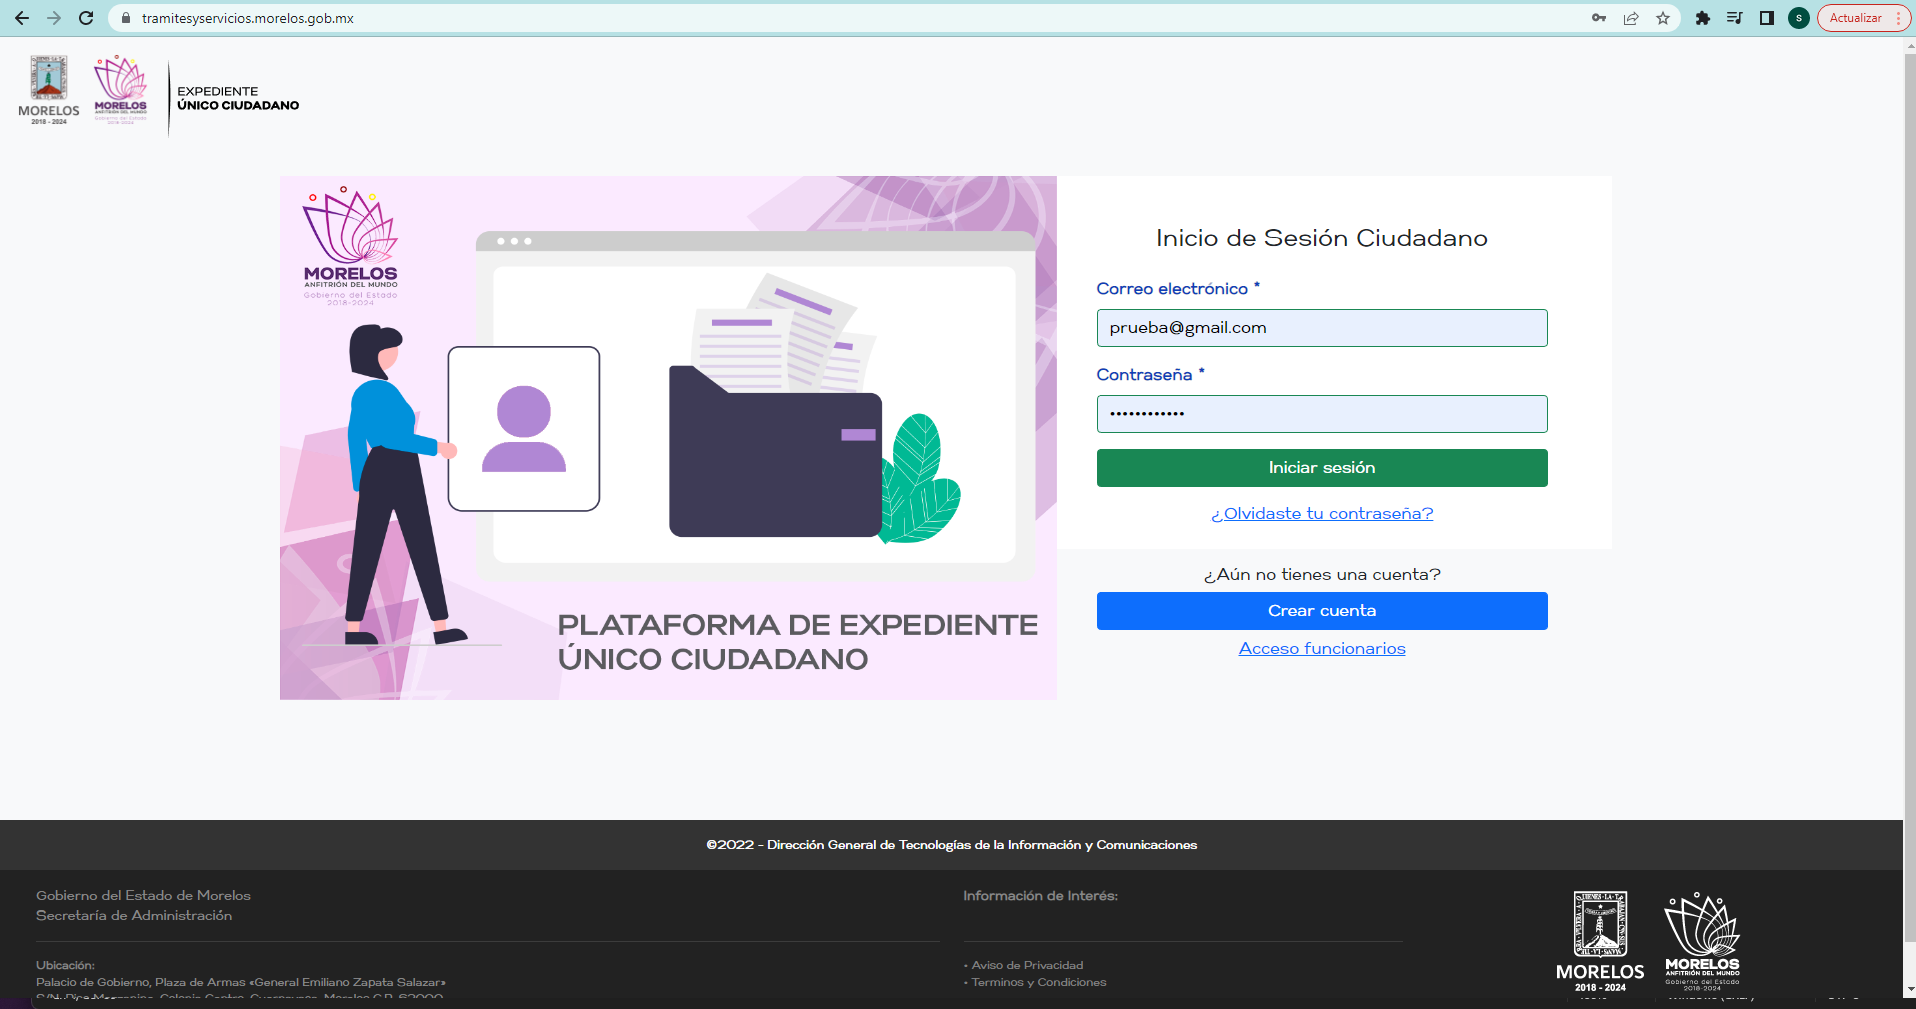 tramitesyservicios.morelos.gob.mx
S
Actualizar
MORELOS
2018 - 2024
MORELOS
ANFITRIÓN DEL MUNDO
Gobierno del Estado
2018-2024
EXPEDIENTE
ÚNICO CIUDADANO
MORELOS
ANFITRIÓN DEL MUNDO
Gobierno del Estado
2018-2024
PLATAFORMA DE EXPEDIENTE
ÚNICO CIUDADANO
Inicio de Sesión Ciudadano
Correo electrónico *
prueba@gmail.com
Contraseña *
••••••••••••
Iniciar sesión
¿Olvidaste tu contraseña?
¿Aún no tienes una cuenta?
Crear cuenta
Acceso funcionarios
©2022 - Dirección General de Tecnologías de la Información y Comunicaciones
Gobierno del Estado de Morelos
Secretaría de Administración
Ubicación:
Palacio de Gobierno, Plaza de Armas «General Emiliano Zapata Salazar»
Información de Interés:
• Aviso de Privacidad
• Terminos y Condiciones
MORELOS
2018 - 2024
MORELOS
ANFITRIÓN DEL MUNDO
Gobierno del Estado
2018-2024